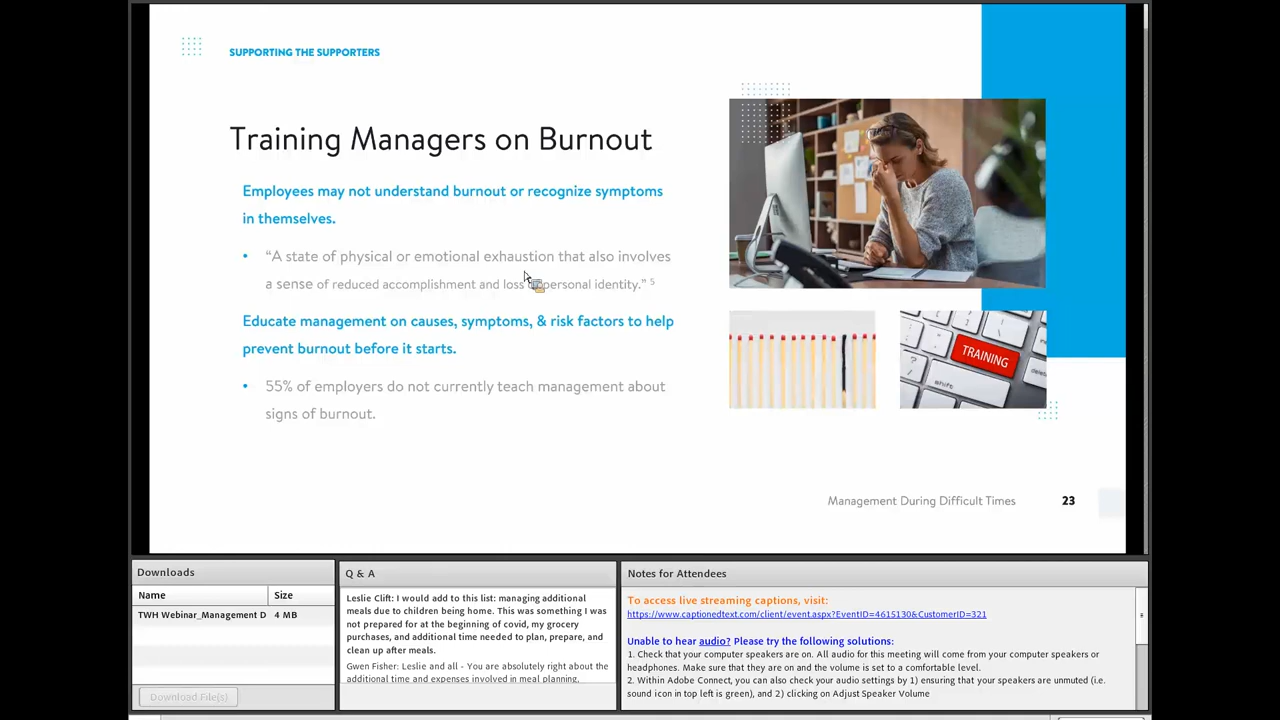 SUPPORTING THE SUPPORTERS
Training Managers on Burnout
Employees may not understand burnout or recognize symptoms
in themselves.
• “A state of physical or emotional exhaustion that also involves
a sense of reduced accomplishment and loss personal identity.” 5
Educate management on causes, symptoms, & risk factors to help
prevent burnout before it starts.
• 55% of employers do not currently teach management about
signs of burnout.
TRAINING
shift
Management During Difficult Times 23
Downloads
Name Size
TWH Webinar_Management D 4 MB
Download File(s)
Q & A
Leslie Clift: I would add to this list: managing additional
meals due to children being home. This was something I was
not prepared for at the beginning of covid, my grocery
purchases, and additional time needed to plan, prepare, and
clean up after meals.
Gwen Fisher: Leslie and all - You are absolutely right about the
additional time and expenses involved in meal planning,
Notes for Attendees
To access live streaming captions, visit:
https://www.captionedtext.com/client/event.aspx?EventID=4615130&CustomerID=321
Unable to hear audio? Please try the following solutions:
1. Check that your computer speakers are on. All audio for this meeting will come from your computer speakers or
headphones. Make sure that they are on and the volume is set to a comfortable level.
2. Within Adobe Connect, you can also check your audio settings by 1) ensuring that your speakers are unmuted (i.e.
sound icon in top left is green), and 2) clicking on Adjust Speaker Volume